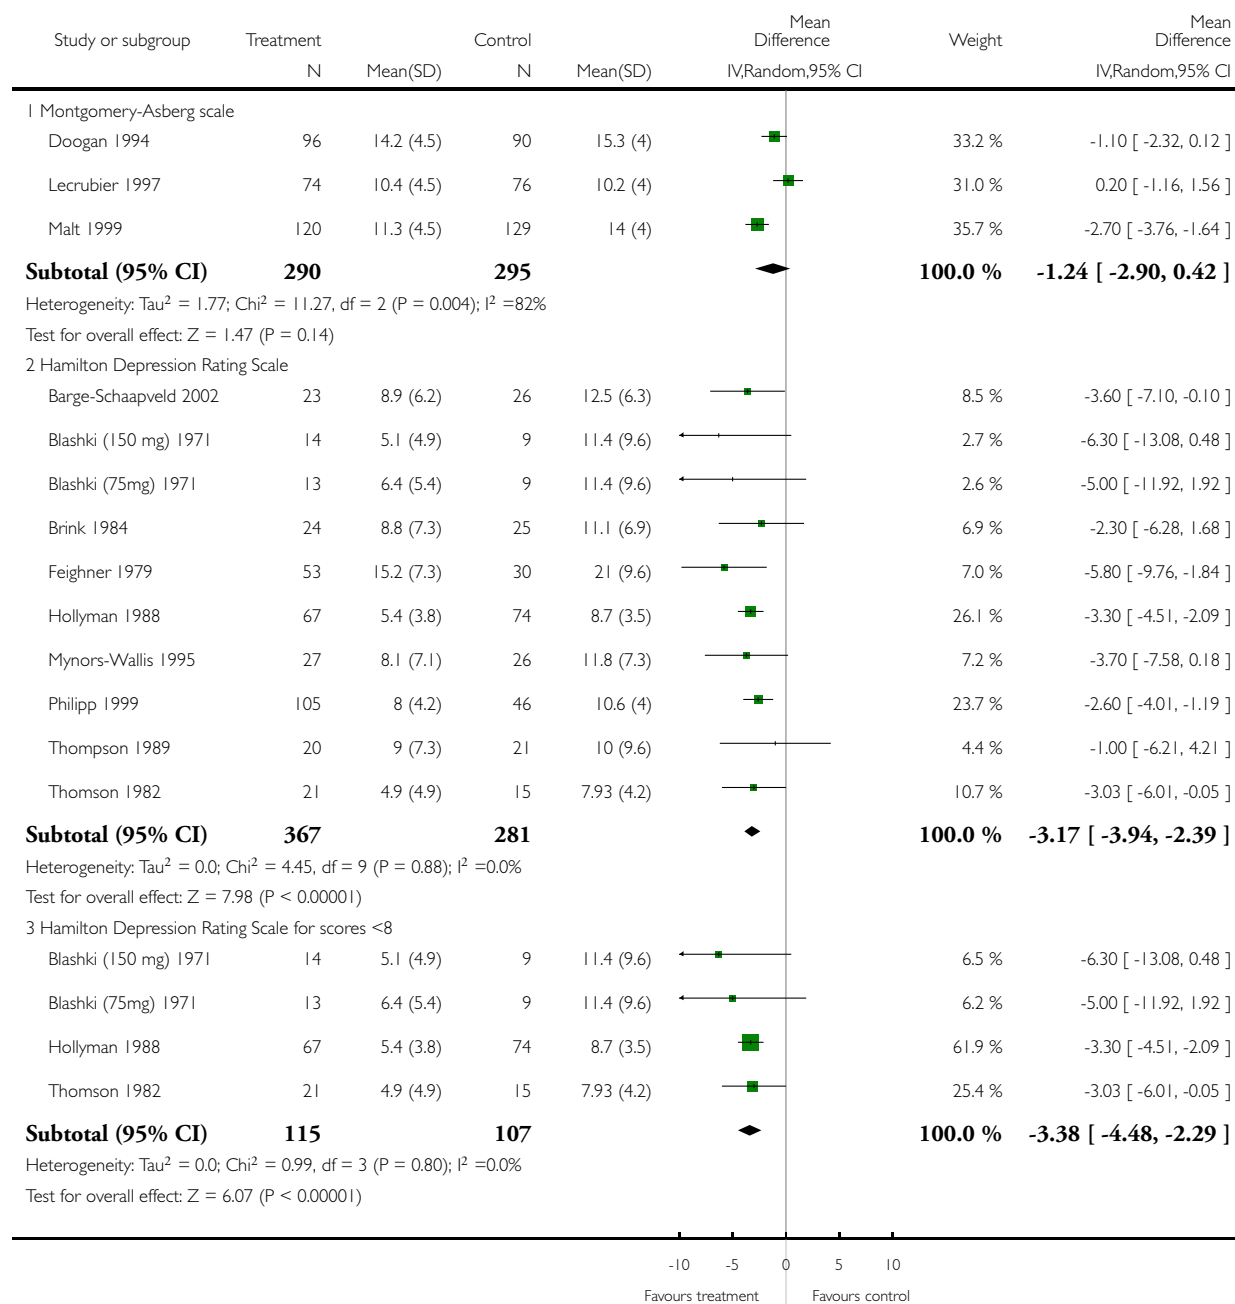 Mean Mean
Study or subgroup Treatment Control Difference Weight Difference
N Mean(SD) N Mean(SD) IV,Random,95% CI IV,Random,95% CI
1 Montgomery-Asberg scale
Doogan 1994 96 14.2 (4.5) 90 15.3 (4) 33.2 % -1.10 [ -2.32, 0.12 ]
Lecrubier 1997 74 10.4 (4.5) 76 10.2 (4) 31.0 % 0.20 [ -1.16, 1.56 ]
Malt 1999 120 11.3 (4.5) 129 14 (4) 35.7 % -2.70 [ -3.76, -1.64 ]
Subtotal (95% CI) 290 295 100.0 % -1.24 [ -2.90, 0.42 ]
Heterogeneity: Tau² = 1.77; Chi² = 11.27, df = 2 (P = 0.004); I² =82%
Test for overall effect: Z = 1.47 (P = 0.14)
2 Hamilton Depression Rating Scale
Barge-Schaapveld 2002 23 8.9 (6.2) 26 12.5 (6.3) 8.5 % -3.60 [ -7.10, -0.10 ]
Blashki (150 mg) 1971 14 5.1 (4.9) 9 11.4 (9.6) 2.7 % -6.30 [ -13.08, 0.48 ]
Blashki (75mg) 1971 13 6.4 (5.4) 9 11.4 (9.6) 2.6 % -5.00 [ -11.92, 1.92 ]
Brink 1984 24 8.8 (7.3) 25 11.1 (6.9) 6.9 % -2.30 [ -6.28, 1.68 ]
Feighner 1979 53 15.2 (7.3) 30 21 (9.6) 7.0 % -5.80 [ -9.76, -1.84 ]
Hollyman 1988 67 5.4 (3.8) 74 8.7 (3.5) 26.1 % -3.30 [ -4.51, -2.09 ]
Mynors-Wallis 1995 27 8.1 (7.1) 26 11.8 (7.3) 7.2 % -3.70 [ -7.58, 0.18 ]
Philipp 1999 105 8 (4.2) 46 10.6 (4) 23.7 % -2.60 [ -4.01, -1.19 ]
Thompson 1989 20 9 (7.3) 21 10 (9.6) 4.4 % -1.00 [ -6.21, 4.21 ]
Thomson 1982 21 4.9 (4.9) 15 7.93 (4.2) 10.7 % -3.03 [ -6.01, -0.05 ]
Subtotal (95% CI) 367 281 100.0 % -3.17 [ -3.94, -2.39 ]
Heterogeneity: Tau² = 0.0; Chi² = 4.45, df = 9 (P = 0.88); I² =0.0%
Test for overall effect: Z = 7.98 (P < 0.00001)
3 Hamilton Depression Rating Scale for scores <8
Blashki (150 mg) 1971 14 5.1 (4.9) 9 11.4 (9.6) 6.5 % -6.30 [ -13.08, 0.48 ]
Blashki (75mg) 1971 13 6.4 (5.4) 9 11.4 (9.6) 6.2 % -5.00 [ -11.92, 1.92 ]
Hollyman 1988 67 5.4 (3.8) 74 8.7 (3.5) 61.9 % -3.30 [ -4.51, -2.09 ]
Thomson 1982 21 4.9 (4.9) 15 7.93 (4.2) 25.4 % -3.03 [ -6.01, -0.05 ]
Subtotal (95% CI) 115 107 100.0 % -3.38 [ -4.48, -2.29 ]
Heterogeneity: Tau² = 0.0; Chi² = 0.99, df = 3 (P = 0.80); I² =0.0%
Test for overall effect: Z = 6.07 (P < 0.00001)
-10 -5 0 5 10
Favours treatment Favours control